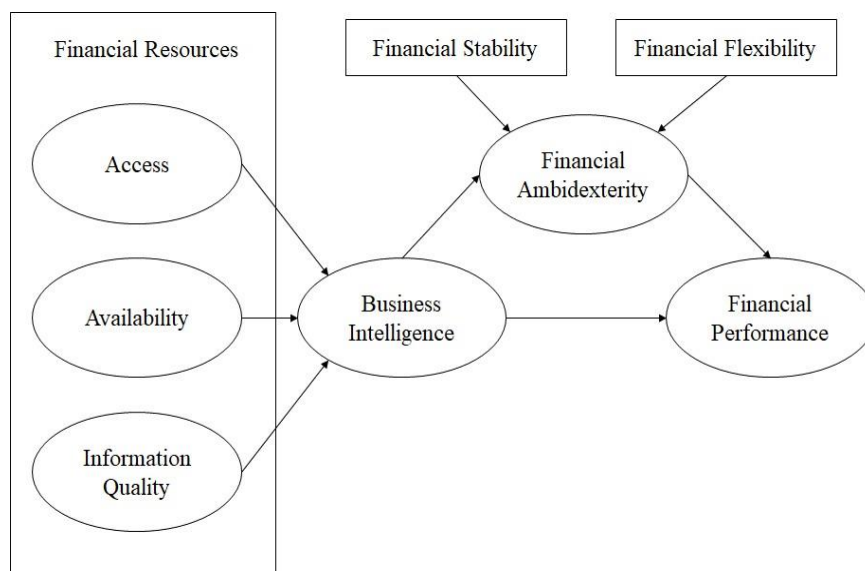 Financial Resources
Financial Stability
Financial Flexibility
Access
Financial
Ambidexterity
Availability
Business
Intelligence
Financial
Performance
Information
Quality